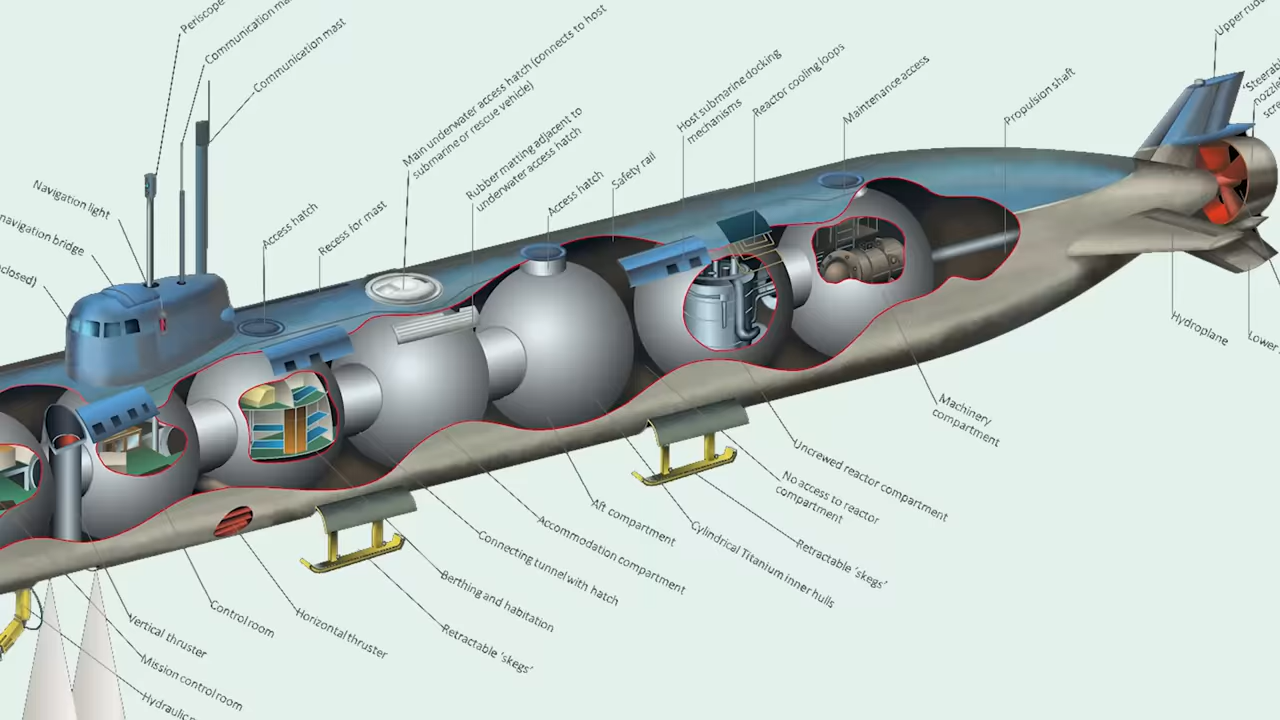 Periscope
Communication
Communication mast
Navigation light
navigation bridge
Access hatch
Recess for mast
Main underwater access hatch (connects to host
submarine or rescue vehicle)
Rubber matting adjacent to
underwater access hatch
Access hatch
Safety rail
Host submarine docking
mechanisms
Reactor cooling loops
Maintenance access
Propulsion shaft
Upper
Hydroplane
Lower
Machinery
compartment
Uncrewed reactor compartment
No access to reactor
compartment
Retractable ‘skegs’
Cylindrical Titanium inner hulls
Aft compartment
Accommodation compartment
Connecting tunnel with hatch
Berthing and habitation
Retractable ‘skegs’
Horizontal thruster
Control room
Vertical thruster
Mission control room
Hydraulic